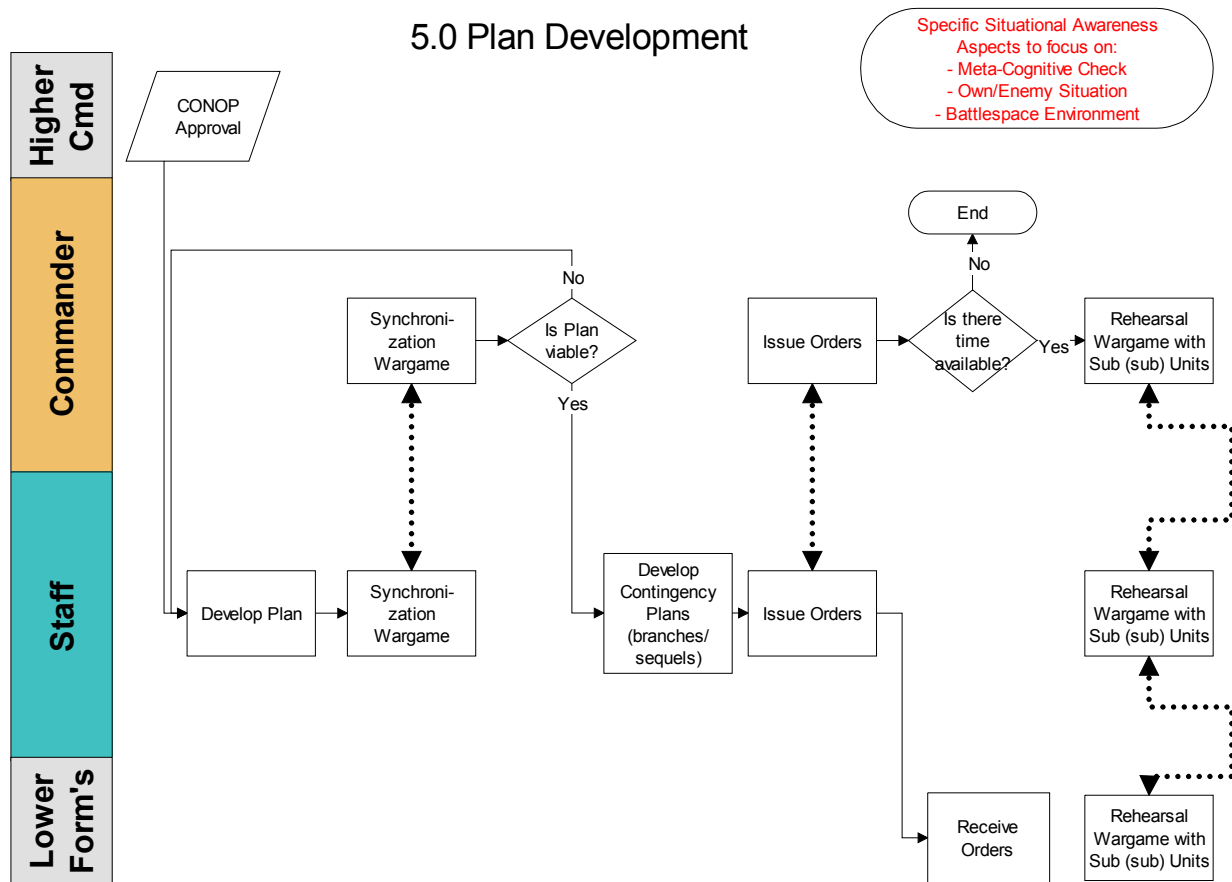 5.0 Plan Development
Specific Situational Awareness
Aspects to focus on:
- Meta-Cognitive Check
- Own/Enemy Situation
- Battlespace Environment
Higher
Cmd
CONOP
Approval
Commander
End
No
No
Synchroni-
zation
Wargame
Is Plan
viable?
Yes
Issue Orders
Is there
time
available?
Yes
Rehearsal
Wargame with
Sub (sub) Units
Staff
Develop Plan
Synchroni-
zation
Wargame
Develop
Contingency
Plans
(branches/
sequels)
Issue Orders
Rehearsal
Wargame with
Sub (sub) Units
Lower
Form's
Receive
Orders
Rehearsal
Wargame with
Sub (sub) Units